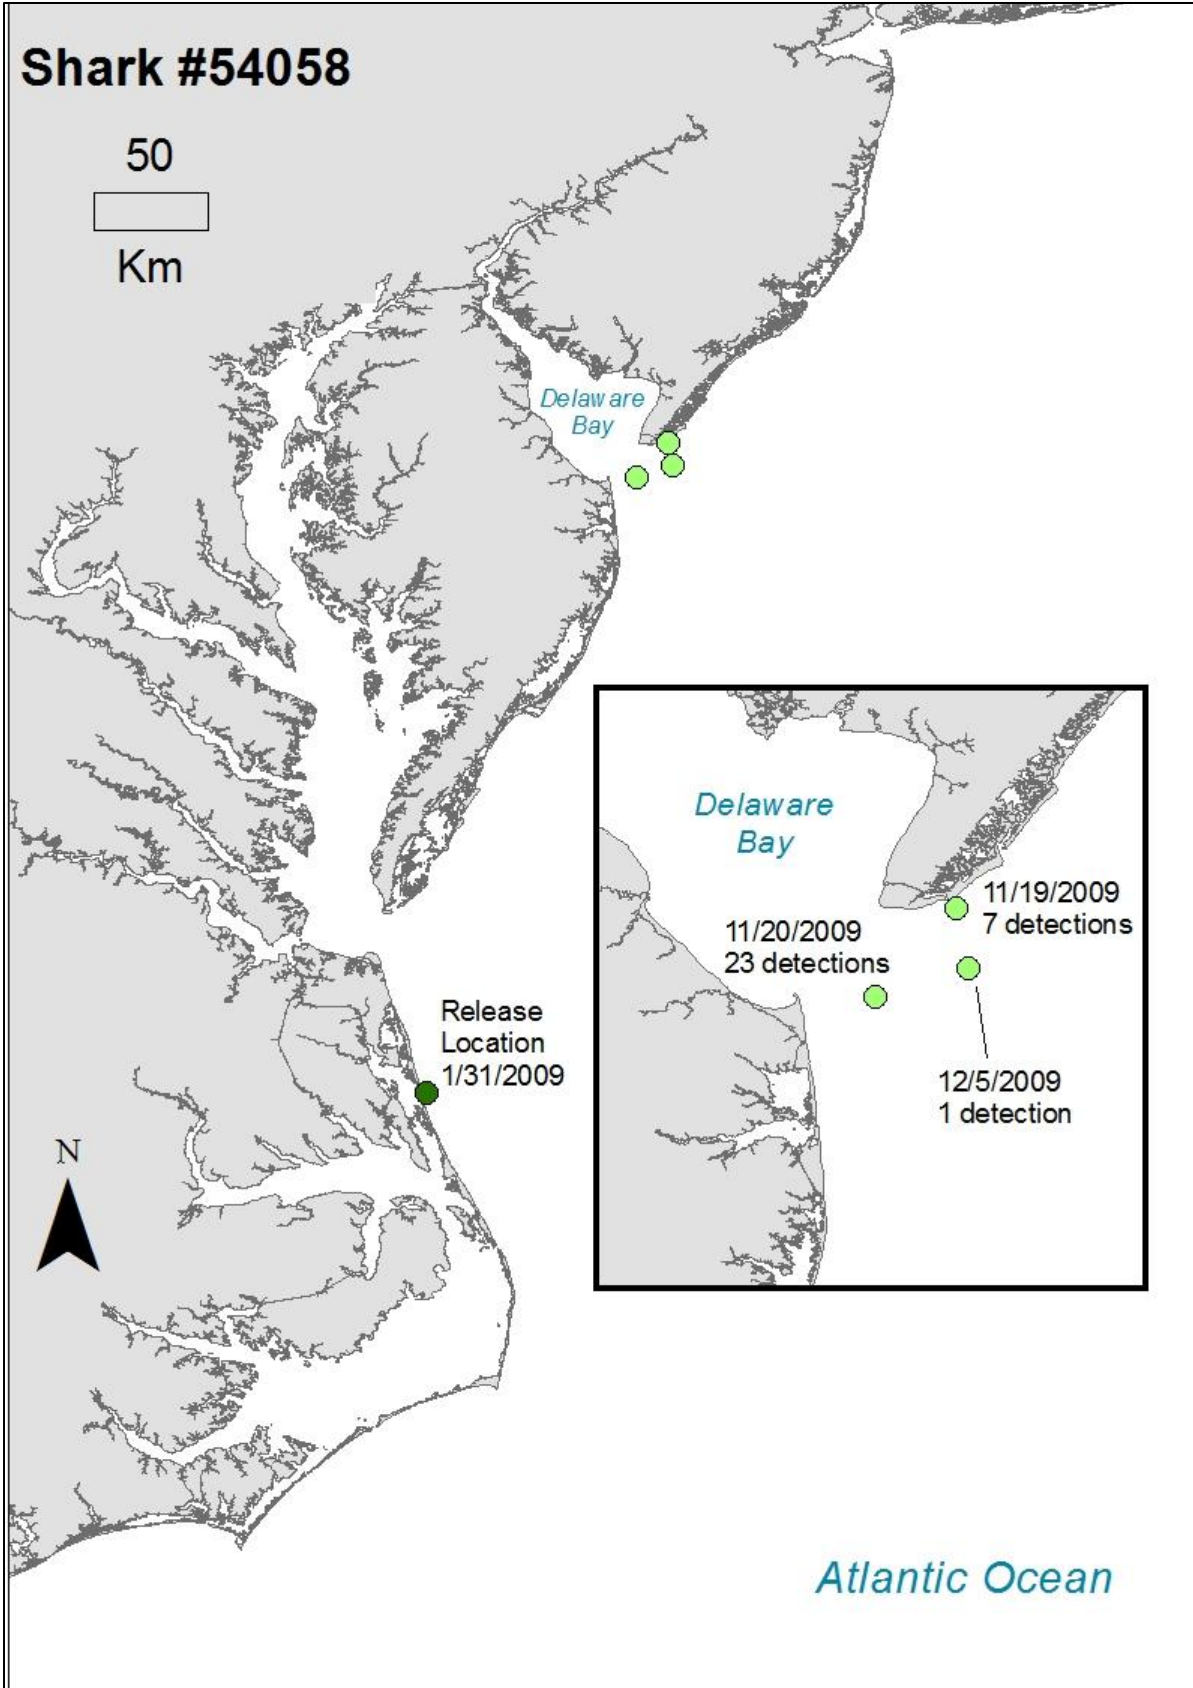 Shark #54058
50
Km
Delaware
Bay
Delaware
Bay
11/19/2009
7 detections
11/20/2009
23 detections
12/5/2009
1 detection
Release
Location
1/31/2009
N
Atlantic Ocean